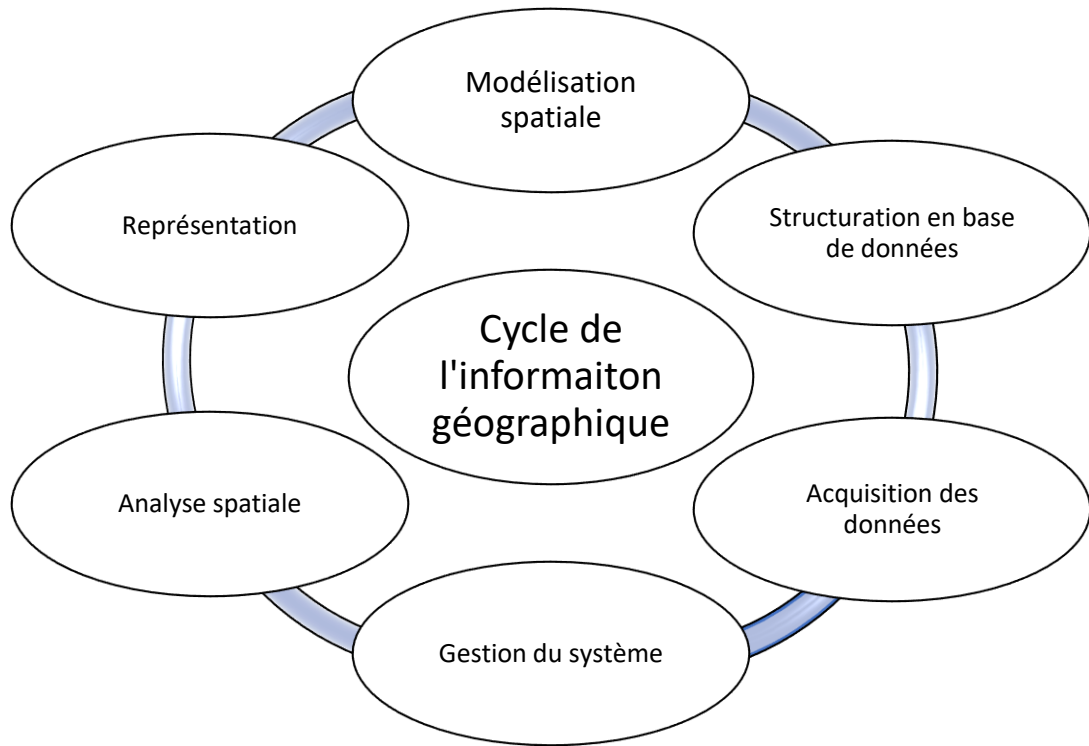 Modélisation
spatiale
Structuration en base
de données
Acquisition des
données
Gestion du système
Analyse spatiale
Représentation
Cycle de
l'informaiton
géographique